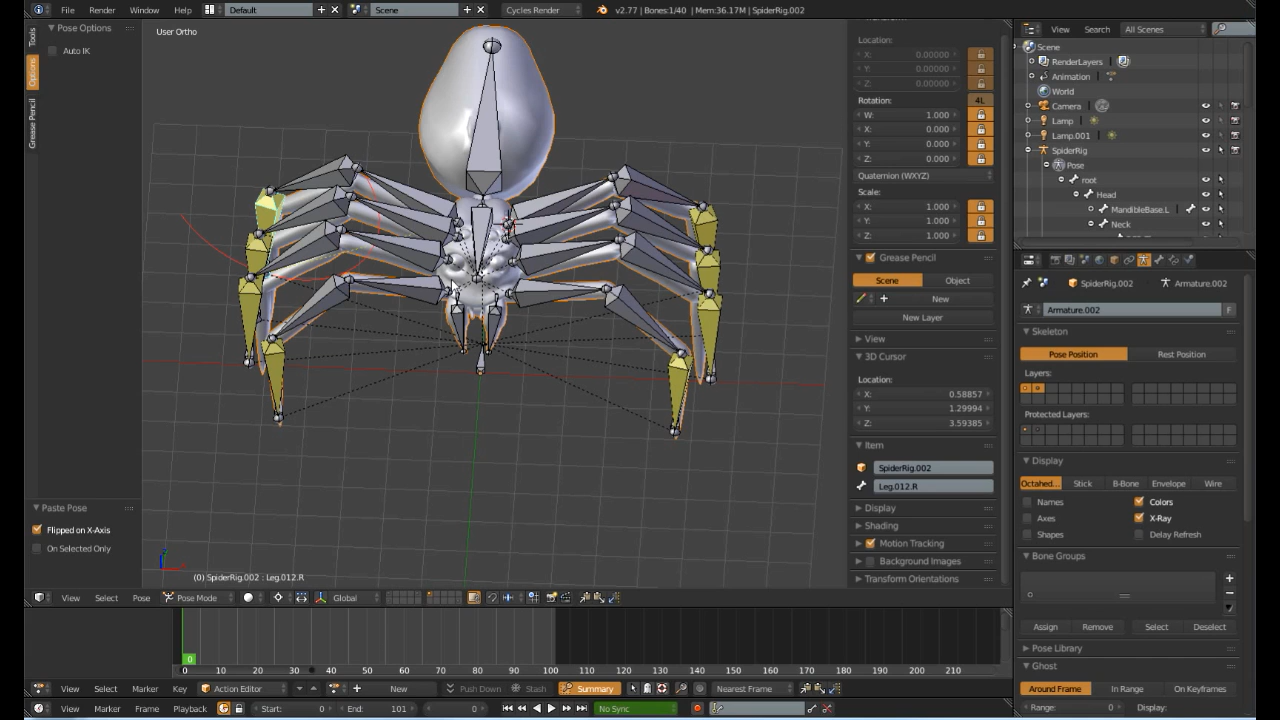 File Render Window Help Default Scene Cycles Render v2.77 | Bones:1/40 | Mem:36.17M | SpiderRig.002
Tools
Options
Grease Pencil
Pose Options
Auto IK
Paste Pose
Flipped on X-Axis
On Selected Only
User Ortho
(0) SpiderRig.002 : Leg.012.R
Location:
X: 0.00000
Y: 0.00000
Z: 0.00000
Rotation: 4L
W: 1.000
X: 0.000
Y: 0.000
Z: 0.000
Quaternion (WXYZ)
Scale:
X: 1.000
Y: 1.000
Z: 1.000
Grease Pencil
Scene Object
New
New Layer
View
3D Cursor
Location:
X: 0.58857
Y: 1.29994
Z: 3.59385
Item
SpiderRig.002
Leg.012.R
Display
Shading
Motion Tracking
Background Images
Transform Orientations
View Search All Scenes
Scene
RenderLayers
Animation
World
Camera
Lamp
Lamp.001
SpiderRig
Pose
root
Head
MandibleBase.L
Neck
SpiderRig.002 Armature.002
Armature.002 F
Skeleton
Pose Position Rest Position
Layers:
Protected Layers:
Display
Octahed... Stick B-Bone Envelope Wire
Names Colors
Axes X-Ray
Shapes Delay Refresh
Bone Groups
Assign Remove Select Deselect
Pose Library
Ghost
Around Frame In Range On Keyframes
Range: 0 Display:
View Select Pose Pose Mode Global
0
0 10 20 30 40 50 60 70 80 90 100 110 120 130 140 150 160 170 180 190 200 210
View Select Marker Key Action Editor New Push Down Stash Summary Nearest Frame
View Marker Frame Playback Start: 0 End: 101 0 No Sync